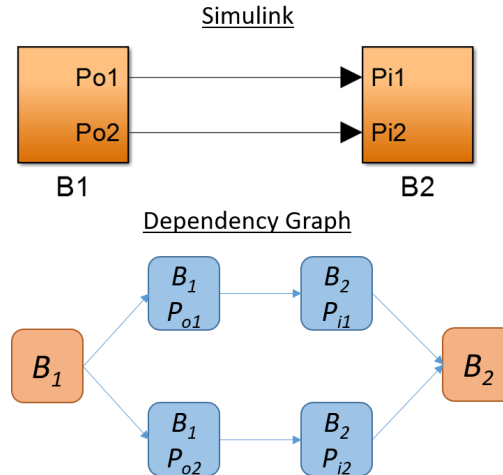 Simulink
Po1 Pi1
Po2 Pi2
B1 B2
Dependency Graph
B1 B2
Po1 Pi1
B1 B2
B1 B2
Po2 Pi2